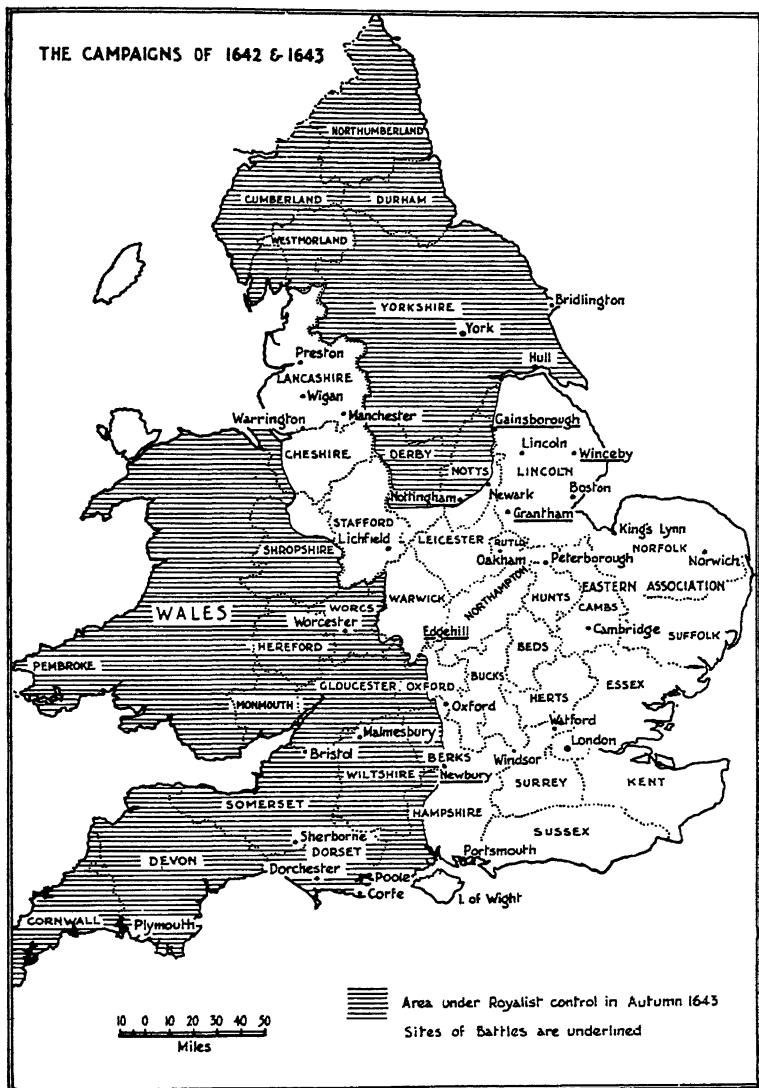 THE CAMPAIGNS OF 1642 & 1643
NORTHUMBERLAND
CUMBERLAND
DURHAM
WESTMORLAND
YORKSHIRE
Bridlington
York
Hull
Preston
LANCASHIRE
Wigan
Manchester
Warrington
Gainsborough
CHESHIRE
DERBY
Lincoln
Winceby
NOTTS
LINCOLN
Nottingham
Newark
Boston
Grantham
STAFFORD
King's Lynn
Lichfield
LEICESTER
RUTLD
NORFOLK
SHROPSHIRE
Oakham
Peterborough
Norwich
WARWICK
NORTHAMPTON
HUNTS
EASTERN ASSOCIATION
WALES
WORCS
CAMBS
Worcester
Edgehill
Cambridge
SUFFOLK
HEREFORD
BEDS
PEMBROKE
BUCKS
GLOUCESTER
OXFORD
ESSEX
MONMOUTH
Oxford
HERTS
Malmesbury
Watford
London
Bristol
BERKS
Windsor
WILTSHIRE
Newbury
SURREY
KENT
SOMERSET
HAMPSHIRE
Sherborne
SUSSEX
DORSET
DEVON
Portsmouth
Dorchester
Poole
Corfe
I. of Wight
CORNWALL
Plymouth
Area under Royalist control in Autumn 1643
Sites of Battles are underlined
10 0 10 20 30 40 50
Miles